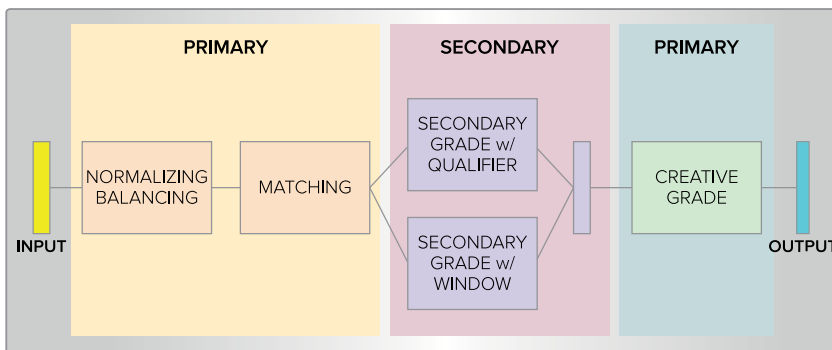 PRIMARY
SECONDARY
PRIMARY
INPUT
NORMALIZING
BALANCING
MATCHING
SECONDARY
GRADE w/
QUALIFIER
SECONDARY
GRADE w/
WINDOW
CREATIVE
GRADE
OUTPUT